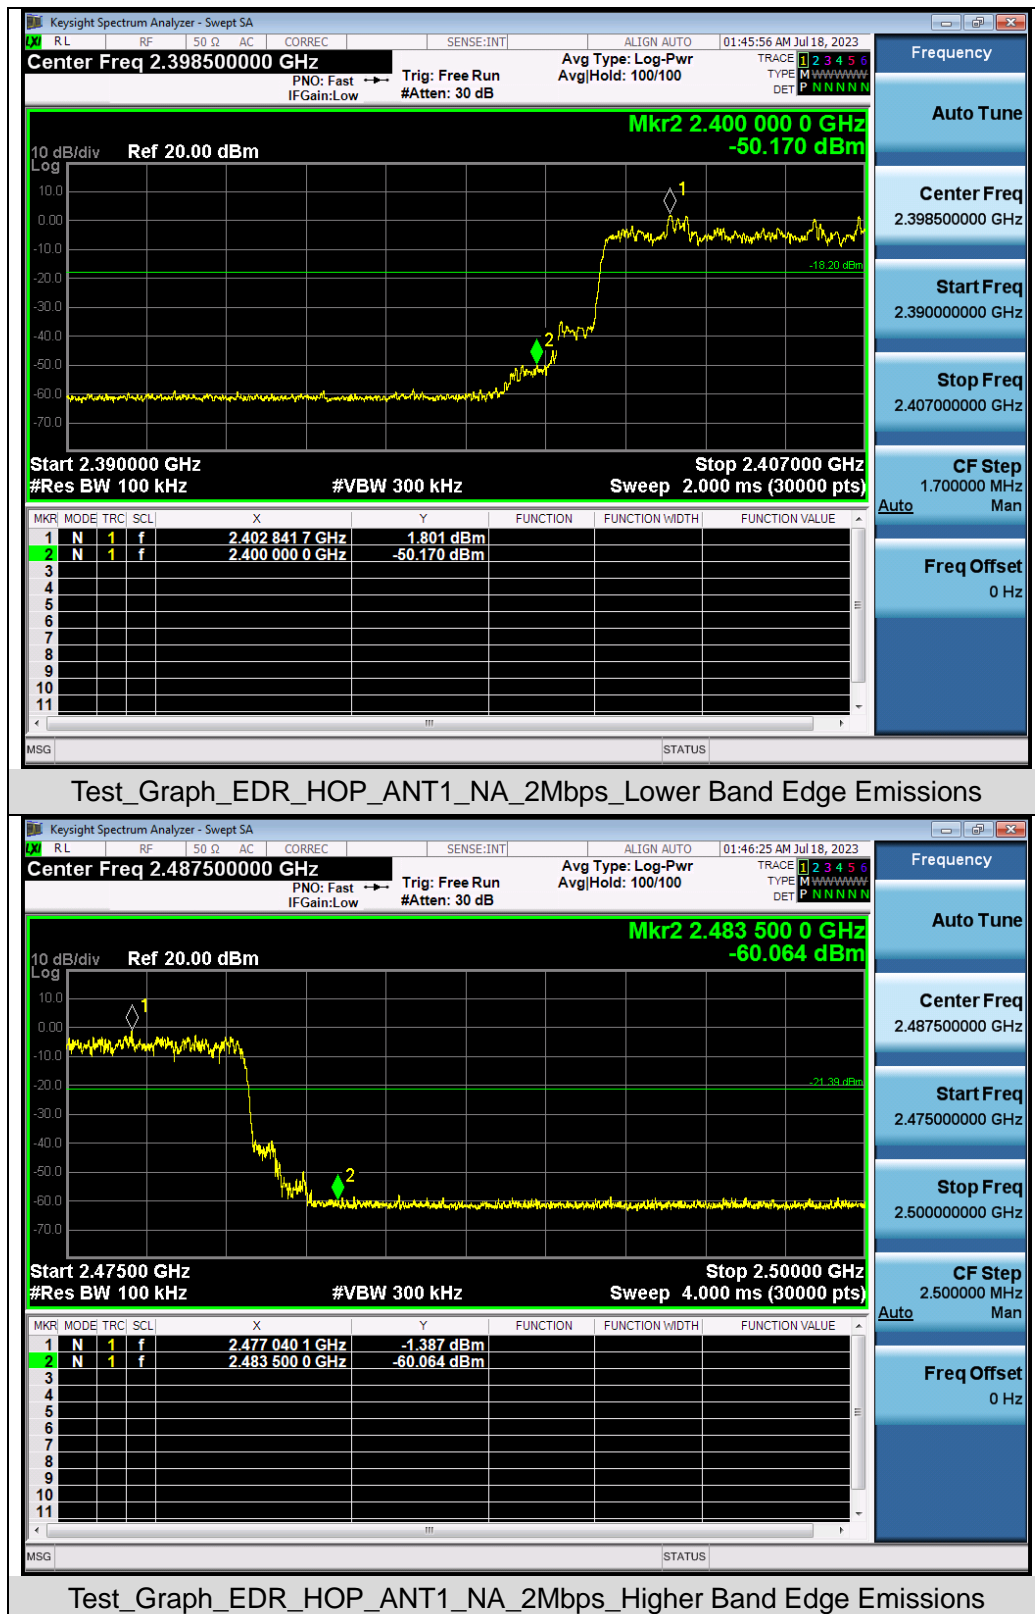 Keysight Spectrum Analyzer - Swept SA
LXI RL RF 50 Ω AC CORREC SENSE:INT ALIGN AUTO 01:45:56 AM Jul 18, 2023
Center Freq 2.398500000 GHz
PNO: Fast
IFGain:Low
Trig: Free Run
#Atten: 30 dB
Avg Type: Log-Pwr
Avg|Hold: 100/100
TRACE 1 2 3 4 5 6
TYPE M WWWWW
DET P N N N N N
Mkr2 2.400 000 0 GHz
-50.170 dBm
10 dB/div Ref 20.00 dBm
Log
10.0
0.00
-10.0
-20.0
-30.0
-40.0
-50.0
-60.0
-70.0
1
2
-18.20 dBm
Start 2.390000 GHz Stop 2.407000 GHz
#Res BW 100 kHz #VBW 300 kHz Sweep 2.000 ms (30000 pts)
MKR MODE TRC SCL X Y FUNCTION FUNCTION WIDTH FUNCTION VALUE
1 N 1 f 2.402 841 7 GHz 1.801 dBm
2 N 1 f 2.400 000 0 GHz -50.170 dBm
3
4
5
6
7
8
9
10
11
MSG STATUS
Frequency
Auto Tune
Center Freq
2.398500000 GHz
Start Freq
2.390000000 GHz
Stop Freq
2.407000000 GHz
CF Step
1.700000 MHz
Auto Man
Freq Offset
0 Hz
Test_Graph_EDR_HOP_ANT1_NA_2Mbps_Lower Band Edge Emissions
Keysight Spectrum Analyzer - Swept SA
LXI RL RF 50 Ω AC CORREC SENSE:INT ALIGN AUTO 01:46:25 AM Jul 18, 2023
Center Freq 2.487500000 GHz
PNO: Fast
IFGain:Low
Trig: Free Run
#Atten: 30 dB
Avg Type: Log-Pwr
Avg|Hold: 100/100
TRACE 1 2 3 4 5 6
TYPE M WWWWW
DET P N N N N N
Mkr2 2.483 500 0 GHz
-60.064 dBm
10 dB/div Ref 20.00 dBm
Log
10.0
0.00
-10.0
-20.0
-30.0
-40.0
-50.0
-60.0
-70.0
1
2
-21.39 dBm
Start 2.47500 GHz Stop 2.50000 GHz
#Res BW 100 kHz #VBW 300 kHz Sweep 4.000 ms (30000 pts)
MKR MODE TRC SCL X Y FUNCTION FUNCTION WIDTH FUNCTION VALUE
1 N 1 f 2.477 040 1 GHz -1.387 dBm
2 N 1 f 2.483 500 0 GHz -60.064 dBm
3
4
5
6
7
8
9
10
11
MSG STATUS
Frequency
Auto Tune
Center Freq
2.487500000 GHz
Start Freq
2.475000000 GHz
Stop Freq
2.500000000 GHz
CF Step
2.500000 MHz
Auto Man
Freq Offset
0 Hz
Test_Graph_EDR_HOP_ANT1_NA_2Mbps_Higher Band Edge Emissions